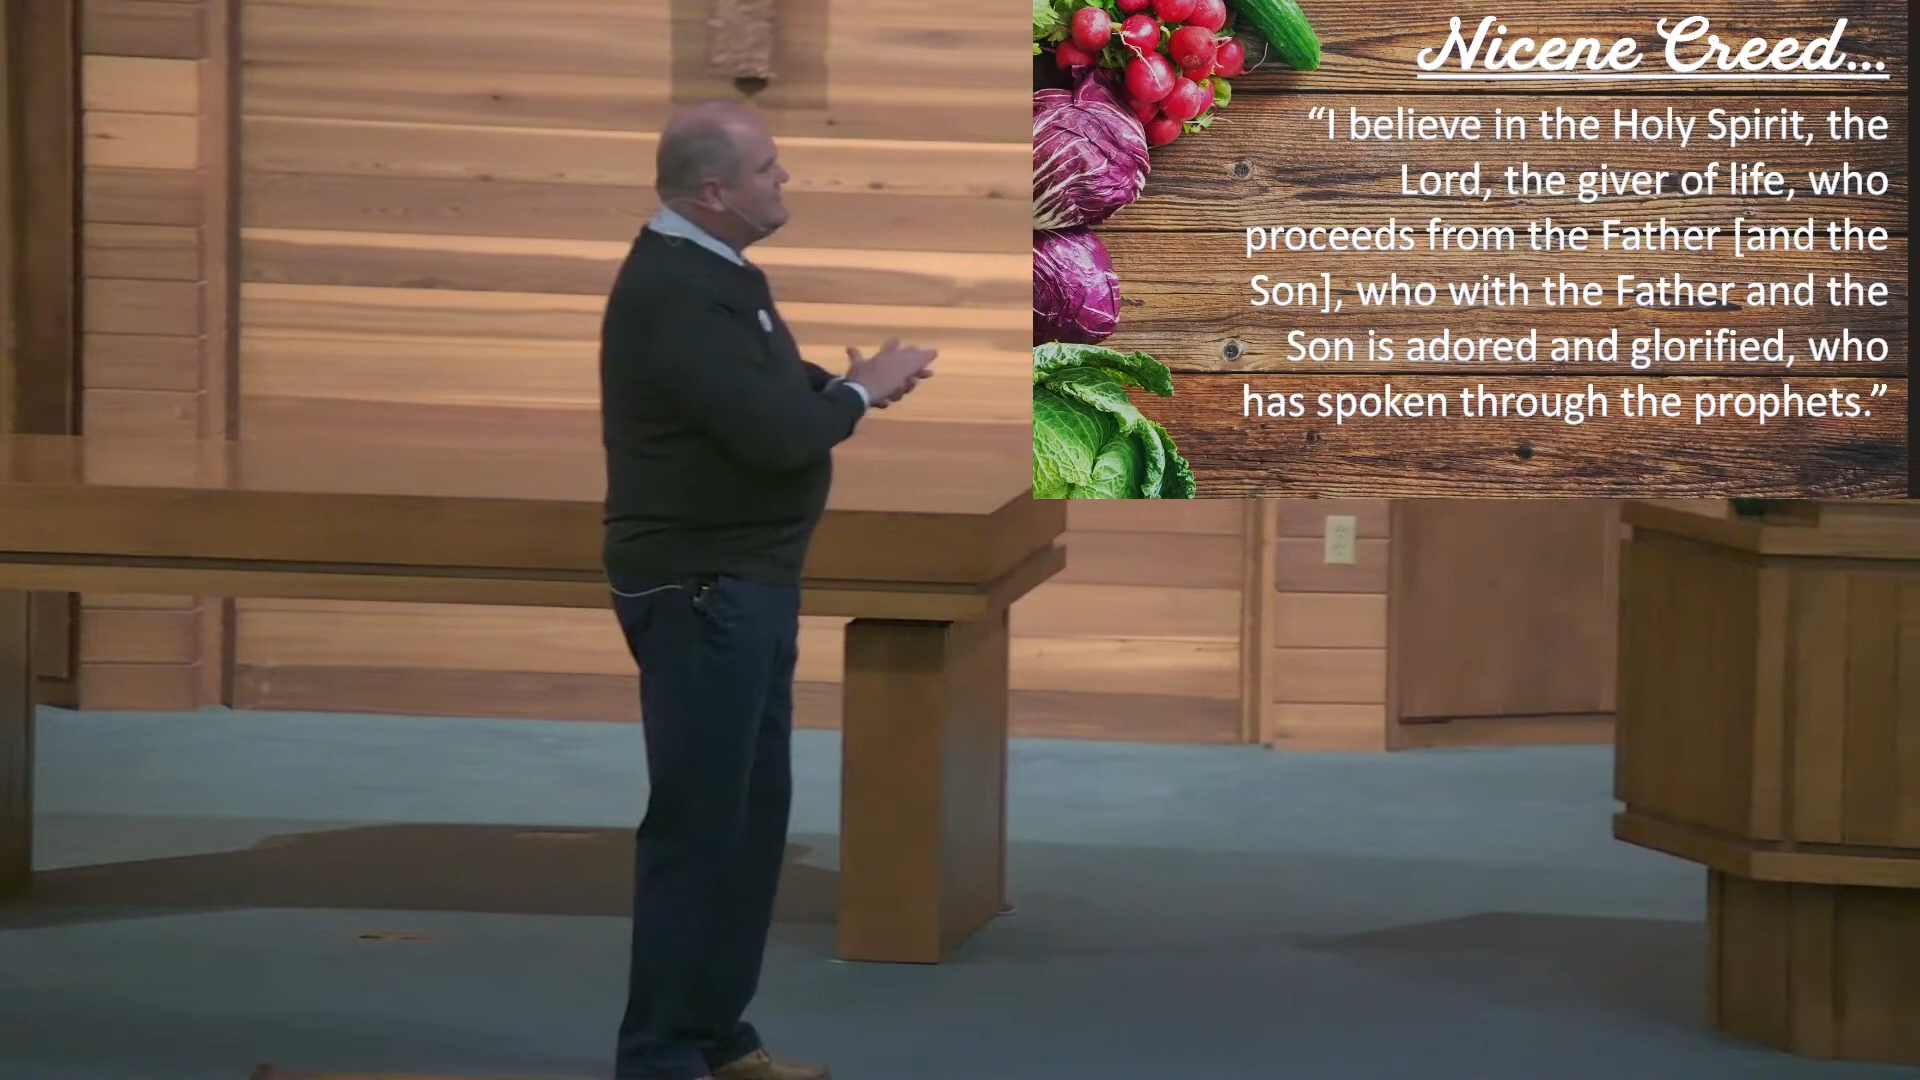 Nicene Creed...
“I believe in the Holy Spirit, the
Lord, the giver of life, who
proceeds from the Father [and the
Son], who with the Father and the
Son is adored and glorified, who
has spoken through the prophets.”